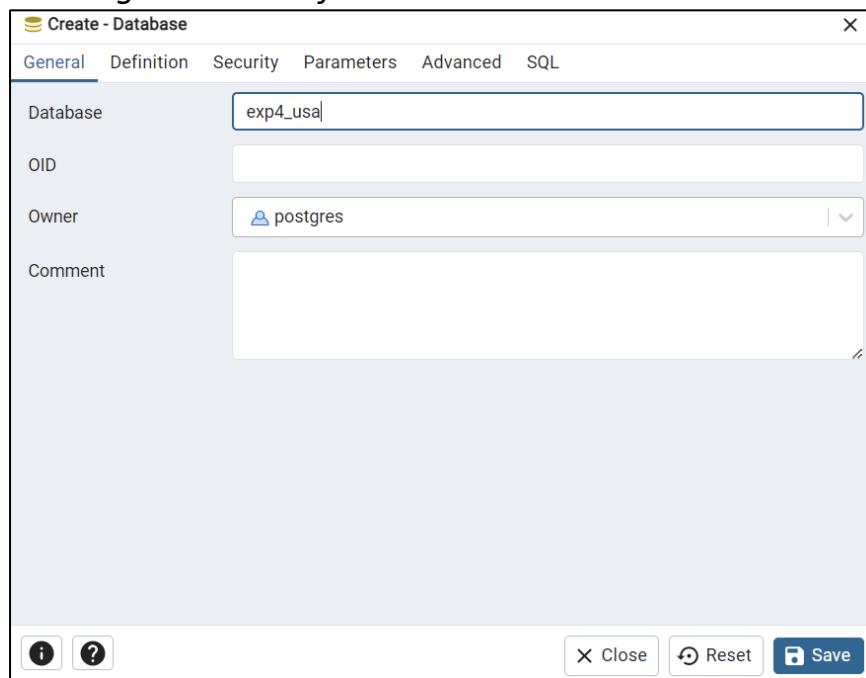 Create - Database
General Definition Security Parameters Advanced SQL
Database exp4_usa
OID
Owner postgres
Comment
Close Reset Save